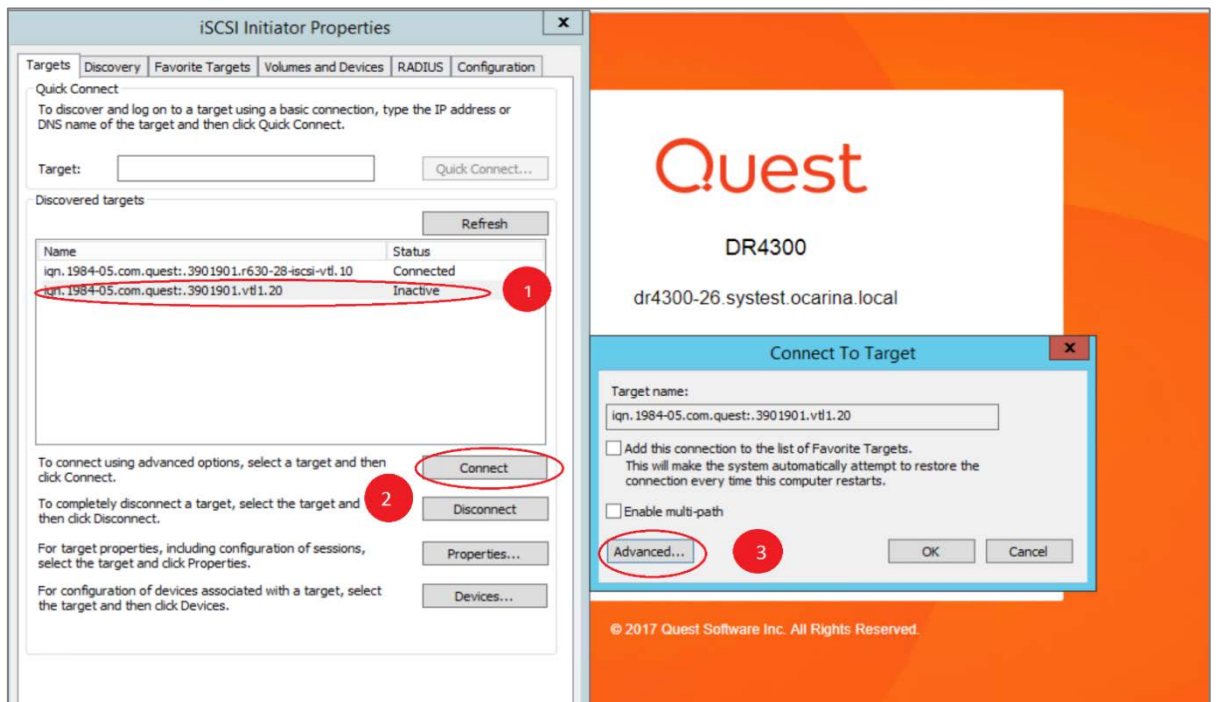 iSCSI Initiator Properties
x
Targets Discovery Favorite Targets Volumes and Devices RADIUS Configuration
Quick Connect
To discover and log on to a target using a basic connection, type the IP address or
DNS name of the target and then click Quick Connect.
Target:
Quick Connect...
Discovered targets
Refresh
Name Status
iqn.1984-05.com.quest:.3901901.r630-28-iscsi-vtl.10 Connected
iqn.1984-05.com.quest:.3901901.vtl1.20 Inactive
1
To connect using advanced options, select a target and then
click Connect.
Connect
2
To completely disconnect a target, select the target and
then click Disconnect.
Disconnect
For target properties, including configuration of sessions,
select the target and click Properties.
Properties...
For configuration of devices associated with a target, select
the target and then click Devices.
Devices...
Quest
DR4300
dr4300-26.systest.ocarina.local
Connect To Target
x
Target name:
iqn.1984-05.com.quest:.3901901.vtl1.20
Add this connection to the list of Favorite Targets.
This will make the system automatically attempt to restore the
connection every time this computer restarts.
Enable multi-path
Advanced...
3
OK
Cancel
© 2017 Quest Software Inc. All Rights Reserved.